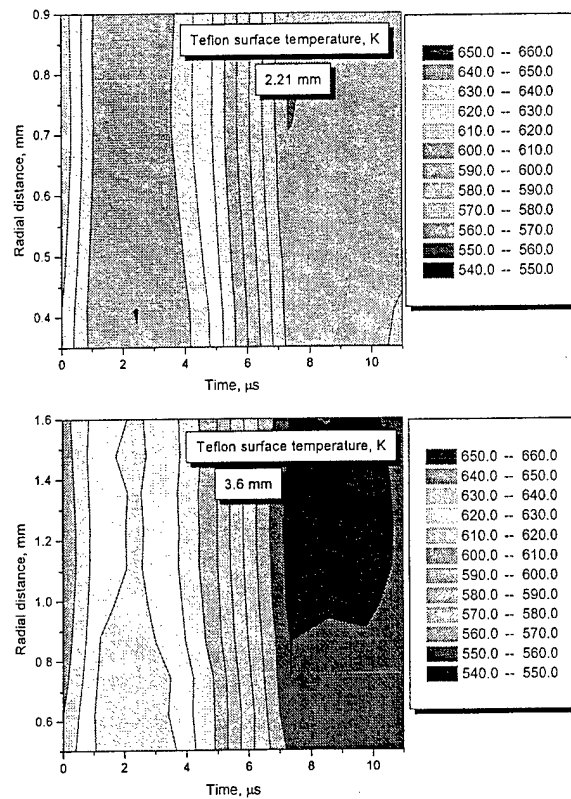 0.9
0.8
0.7
0.6
0.5
0.4
Radial distance, mm
Teflon surface temperature, K
2.21 mm
0 2 4 6 8 10
Time, μs
650.0 -- 660.0
640.0 -- 650.0
630.0 -- 640.0
620.0 -- 630.0
610.0 -- 620.0
600.0 -- 610.0
590.0 -- 600.0
580.0 -- 590.0
570.0 -- 580.0
560.0 -- 570.0
550.0 -- 560.0
540.0 -- 550.0
1.6
1.4
1.2
1.0
0.8
0.6
Radial distance, mm
Teflon surface temperature, K
3.6 mm
0 2 4 6 8 10
Time, μs
650.0 -- 660.0
640.0 -- 650.0
630.0 -- 640.0
620.0 -- 630.0
610.0 -- 620.0
600.0 -- 610.0
590.0 -- 600.0
580.0 -- 590.0
570.0 -- 580.0
560.0 -- 570.0
550.0 -- 560.0
540.0 -- 550.0